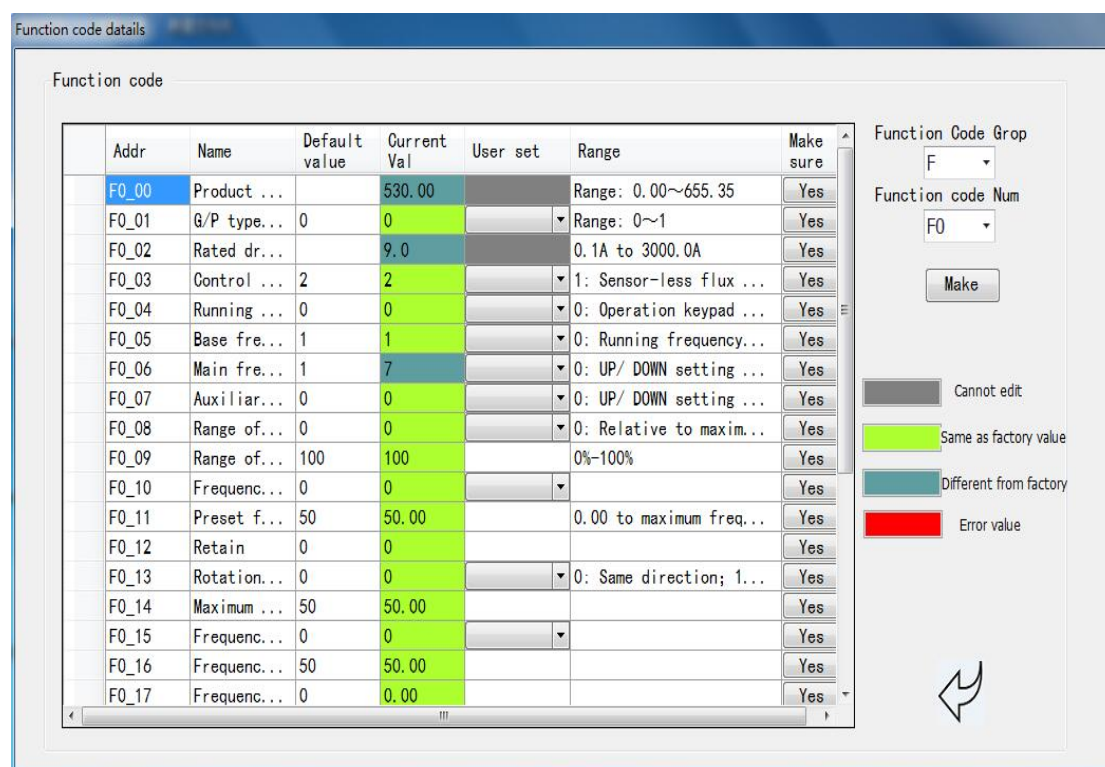 Function code datails
Function code
Addr Name Default value Current Val User set Range Make sure
F0_00 Product ... 530.00 Range: 0.00～655.35 Yes
F0_01 G/P type... 0 0 Range: 0～1 Yes
F0_02 Rated dr... 9.0 0.1A to 3000.0A Yes
F0_03 Control ... 2 2 1: Sensor-less flux ... Yes
F0_04 Running ... 0 0 0: Operation keypad ... Yes
F0_05 Base fre... 1 1 0: Running frequency... Yes
F0_06 Main fre... 1 7 0: UP/ DOWN setting ... Yes
F0_07 Auxiliar... 0 0 0: UP/ DOWN setting ... Yes
F0_08 Range of... 0 0 0: Relative to maxim... Yes
F0_09 Range of... 100 100 0%-100% Yes
F0_10 Frequenc... 0 0 Yes
F0_11 Preset f... 50 50.00 0.00 to maximum freq... Yes
F0_12 Retain 0 0 Yes
F0_13 Rotation... 0 0 0: Same direction; 1... Yes
F0_14 Maximum ... 50 50.00 Yes
F0_15 Frequenc... 0 0 Yes
F0_16 Frequenc... 50 50.00 Yes
F0_17 Frequenc... 0 0.00 Yes
Function Code Grop
F
Function code Num
F0
Make
Cannot edit
Same as factory value
Different from factory
Error value